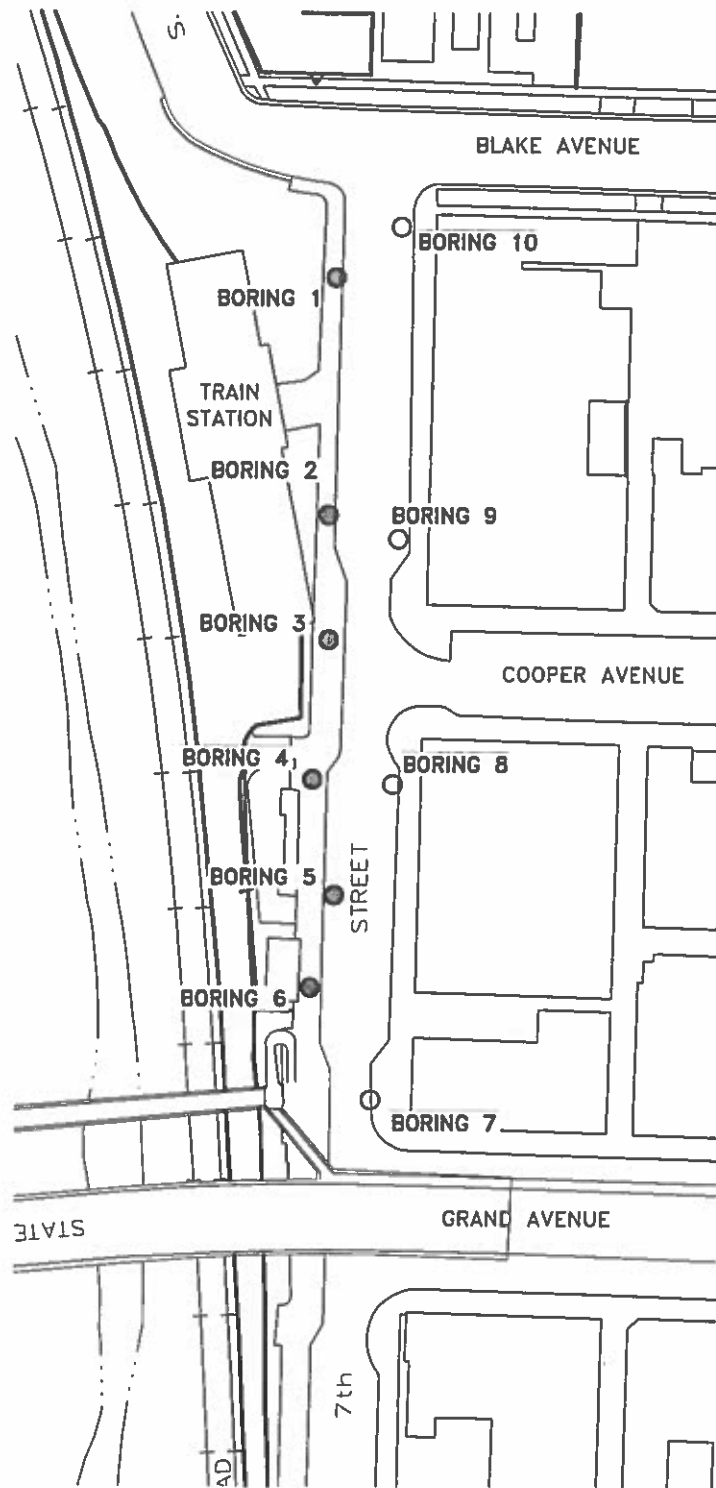 S.
BLAKE AVENUE
BORING 10
BORING 1
TRAIN
STATION
BORING 2
BORING 9
BORING 3
COOPER AVENUE
BORING 4
BORING 8
BORING 5
STREET
BORING 6
BORING 7
GRAND AVENUE
STATE
7th
AD